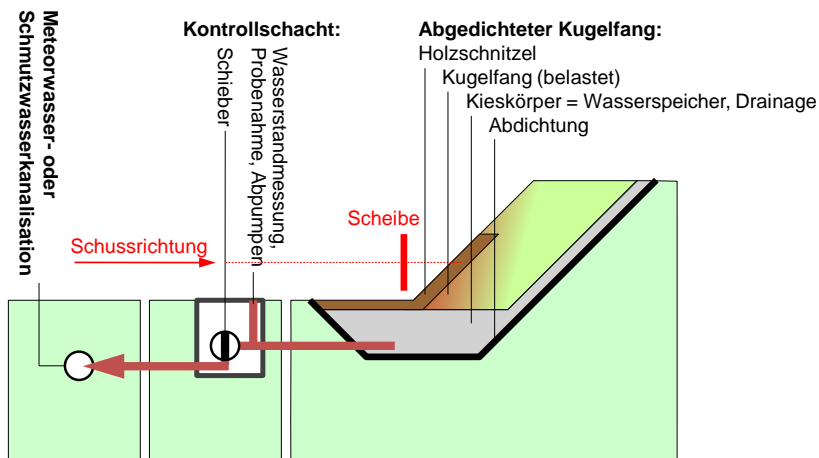 Meteorwasser- oder
Schmutzwasserkanalisation
Kontrollschacht:
Schieber
Wasserstandmessung,
Probenahme, Abpumpen
Abgedichteter Kugelfang:
Holzschnitzel
Kugelfang (belastet)
Kieskörper = Wasserspeicher, Drainage
Abdichtung
Scheibe
Schussrichtung